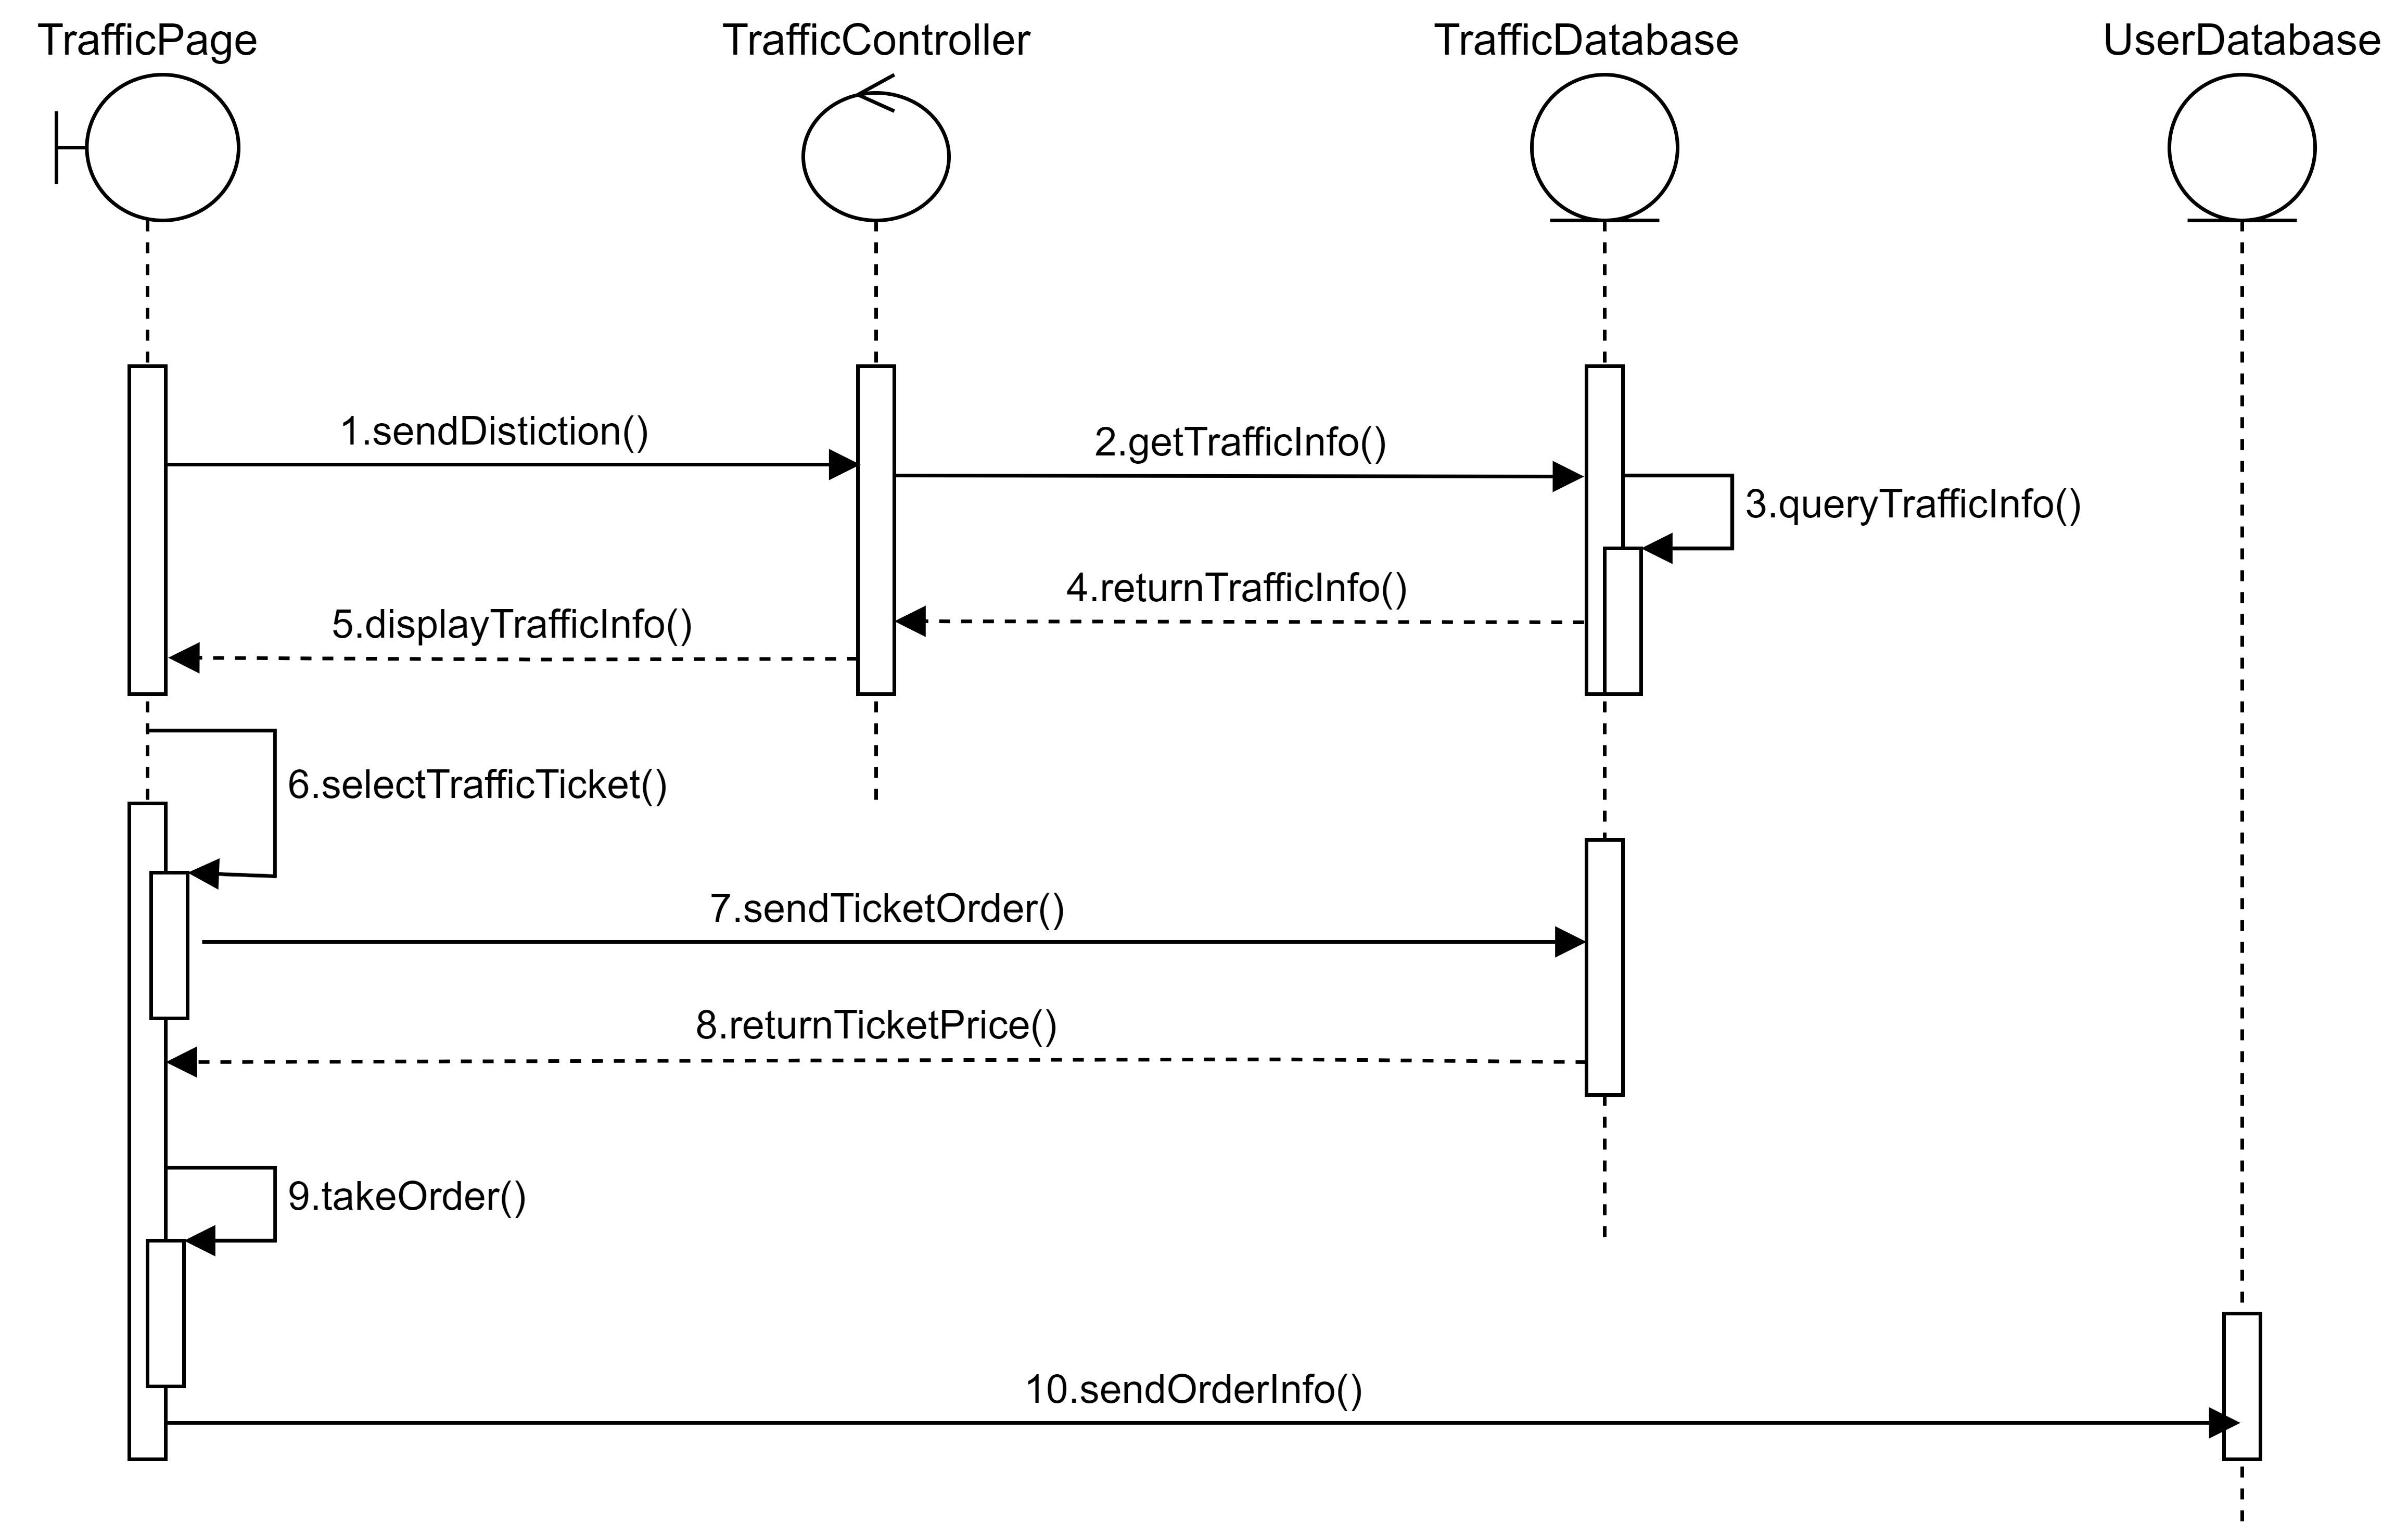 TrafficPage
TrafficController
TrafficDatabase
UserDatabase
1.sendDistiction()
2.getTrafficInfo()
3.queryTrafficInfo()
4.returnTrafficInfo()
5.displayTrafficInfo()
6.selectTrafficTicket()
7.sendTicketOrder()
8.returnTicketPrice()
9.takeOrder()
10.sendOrderInfo()